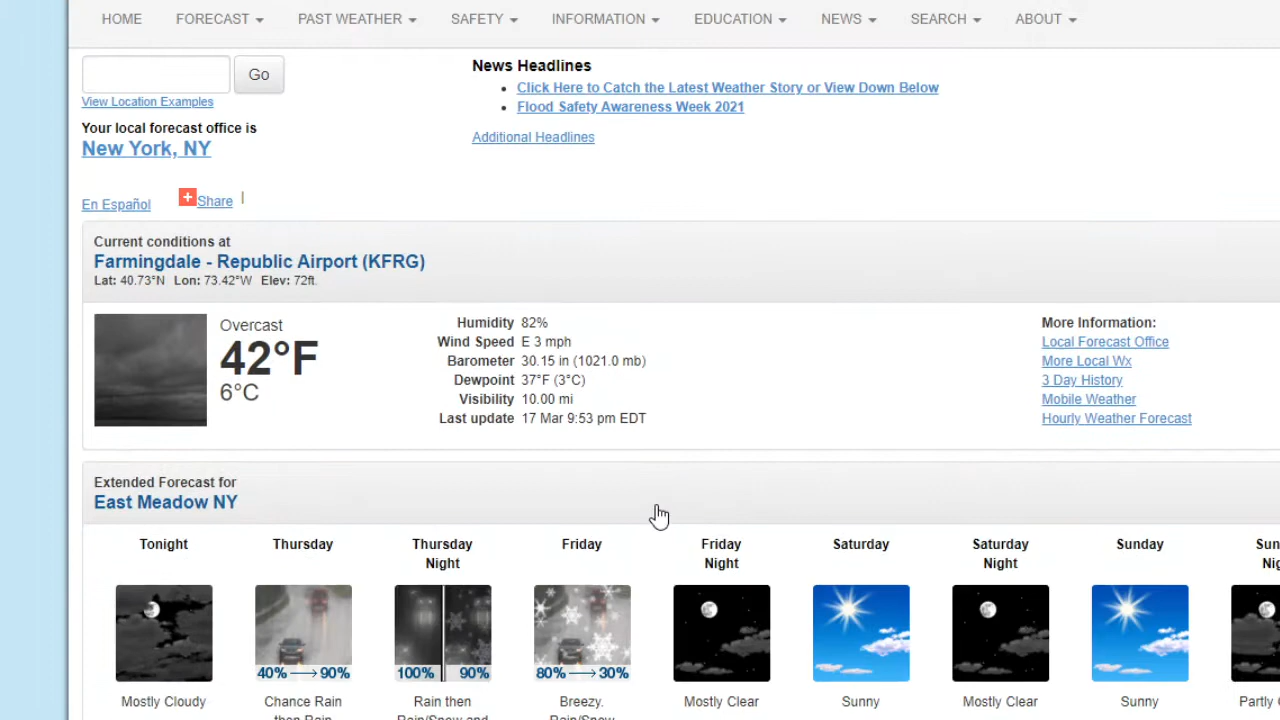 HOME FORECAST PAST WEATHER SAFETY INFORMATION EDUCATION NEWS SEARCH ABOUT
Go
View Location Examples
Your local forecast office is
New York, NY
En Español
Share |
News Headlines
Click Here to Catch the Latest Weather Story or View Down Below
Flood Safety Awareness Week 2021
Additional Headlines
Current conditions at
Farmingdale - Republic Airport (KFRG)
Lat: 40.73°N Lon: 73.42°W Elev: 72ft.
Overcast
42°F
6°C
Humidity 82%
Wind Speed E 3 mph
Barometer 30.15 in (1021.0 mb)
Dewpoint 37°F (3°C)
Visibility 10.00 mi
Last update 17 Mar 9:53 pm EDT
More Information:
Local Forecast Office
More Local Wx
3 Day History
Mobile Weather
Hourly Weather Forecast
Extended Forecast for
East Meadow NY
Tonight
Mostly Cloudy
Thursday
40% 90%
Chance Rain
then Rain
Thursday
Night
100% 90%
Rain then
Rain/Snow and
Friday
80% 30%
Breezy.
Rain/Snow
Friday
Night
Mostly Clear
Saturday
Sunny
Saturday
Night
Mostly Clear
Sunday
Sunny